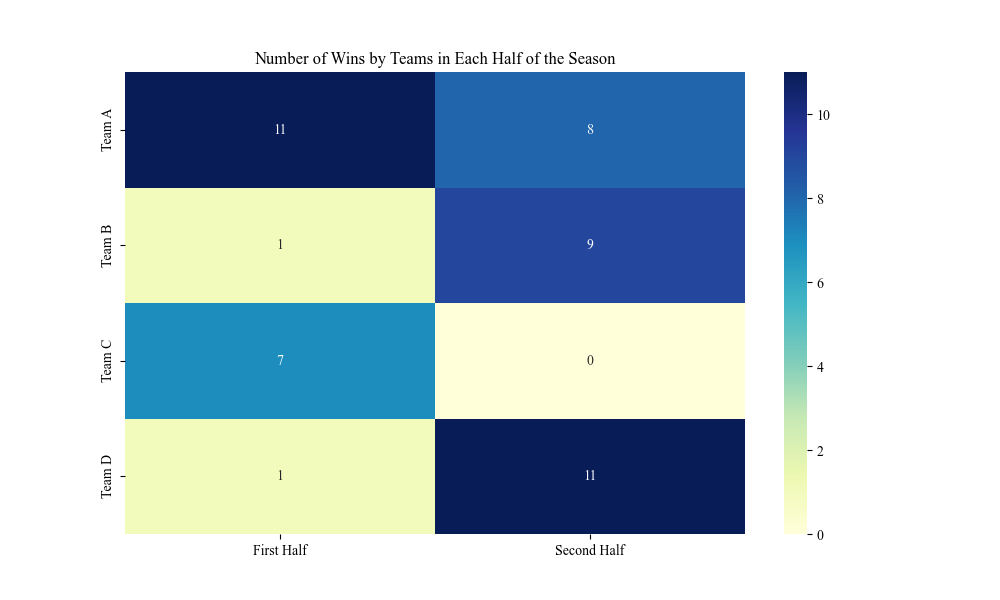 Number of Wins by Teams in Each Half of the Season
Team A
11
8
10
Team B
1
9
8
6
Team C
7
0
4
Team D
1
11
2
0
First Half
Second Half